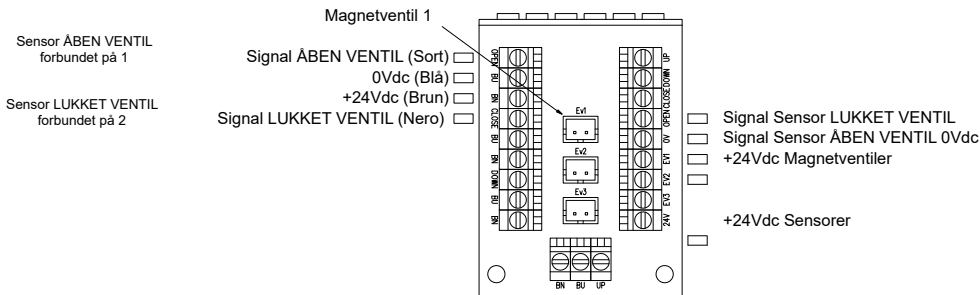 Magnetventil 1
Sensor ÅBEN VENTIL
forbundet på 1
Sensor LUKKET VENTIL
forbundet på 2
Signal ÅBEN VENTIL (Sort)
0Vdc (Blå)
+24Vdc (Brun)
Signal LUKKET VENTIL (Nero)
OPEN
BU
BN
CLOSE
BU
BN
DOWN
BU
BN
Ev1
Ev2
Ev3
BN BU UP
UP
DOWN
CLOSE
OPEN
0V
EV1
EV2
EV3
24V
Signal Sensor LUKKET VENTIL
Signal Sensor ÅBEN VENTIL 0Vdc
+24Vdc Magnetventiler
+24Vdc Sensorer